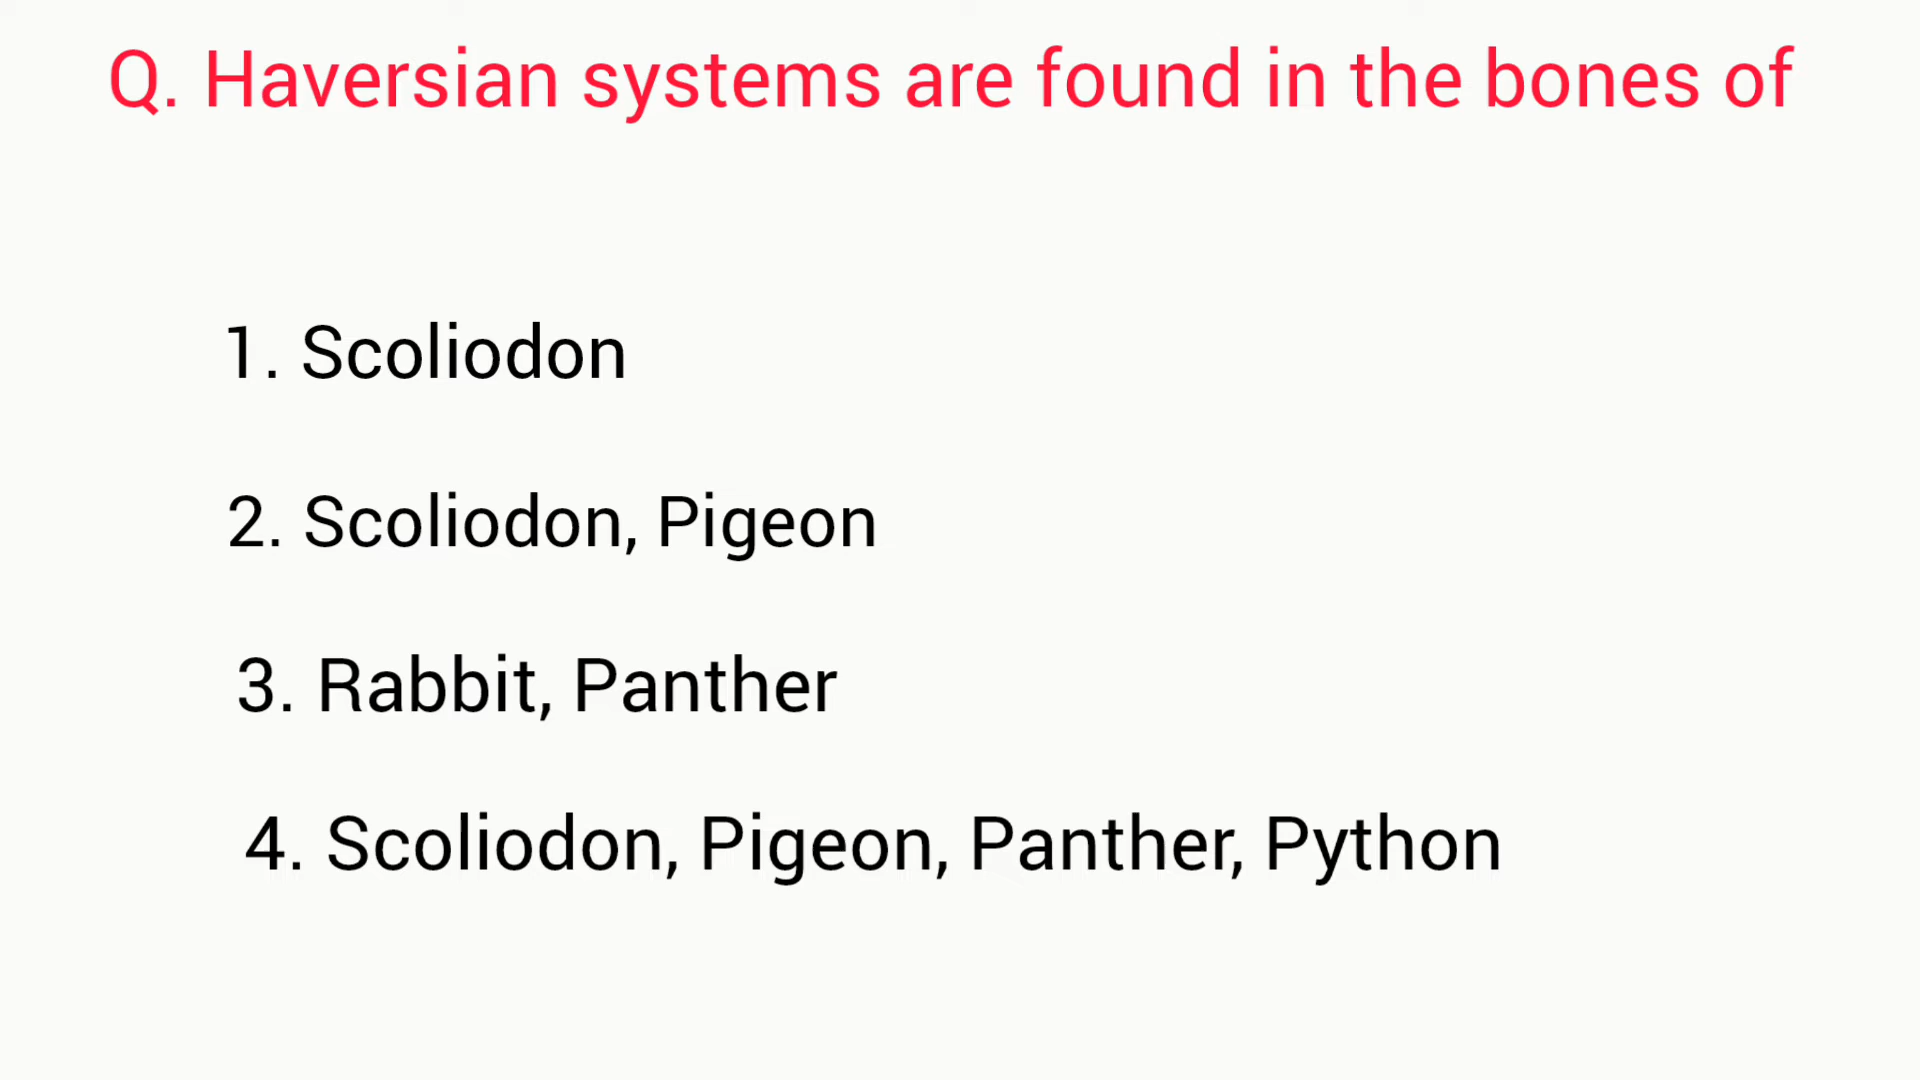 Q. Haversian systems are found in the bones of
1. Scoliodon
2. Scoliodon, Pigeon
3. Rabbit, Panther
4. Scoliodon, Pigeon, Panther, Python